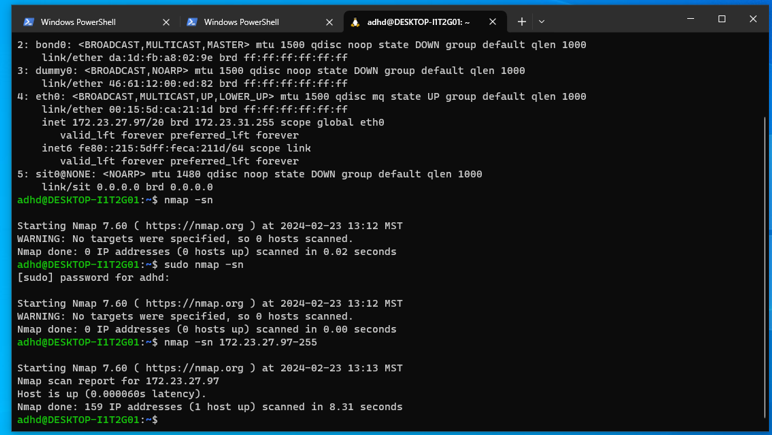 Windows PowerShell
Windows PowerShell
adhd@DESKTOP-I1T2G01: ~
2: bond0: <BROADCAST,MULTICAST,MASTER> mtu 1500 qdisc noop state DOWN group default qlen 1000
    link/ether da:1d:fb:a8:02:9e brd ff:ff:ff:ff:ff:ff
3: dummy0: <BROADCAST,NOARP> mtu 1500 qdisc noop state DOWN group default qlen 1000
    link/ether 46:61:12:00:ed:82 brd ff:ff:ff:ff:ff:ff
4: eth0: <BROADCAST,MULTICAST,UP,LOWER_UP> mtu 1500 qdisc mq state UP group default qlen 1000
    link/ether 00:15:5d:ca:21:1d brd ff:ff:ff:ff:ff:ff
    inet 172.23.27.97/20 brd 172.23.31.255 scope global eth0
       valid_lft forever preferred_lft forever
    inet6 fe80::215:5dff:feca:211d/64 scope link
       valid_lft forever preferred_lft forever
5: sit0@NONE: <NOARP> mtu 1480 qdisc noop state DOWN group default qlen 1000
    link/sit 0.0.0.0 brd 0.0.0.0
adhd@DESKTOP-I1T2G01:~$ nmap -sn
Starting Nmap 7.60 ( https://nmap.org ) at 2024-02-23 13:12 MST
WARNING: No targets were specified, so 0 hosts scanned.
Nmap done: 0 IP addresses (0 hosts up) scanned in 0.02 seconds
adhd@DESKTOP-I1T2G01:~$ sudo nmap -sn
[sudo] password for adhd:
Starting Nmap 7.60 ( https://nmap.org ) at 2024-02-23 13:12 MST
WARNING: No targets were specified, so 0 hosts scanned.
Nmap done: 0 IP addresses (0 hosts up) scanned in 0.00 seconds
adhd@DESKTOP-I1T2G01:~$ nmap -sn 172.23.27.97-255
Starting Nmap 7.60 ( https://nmap.org ) at 2024-02-23 13:13 MST
Nmap scan report for 172.23.27.97
Host is up (0.000060s latency).
Nmap done: 159 IP addresses (1 host up) scanned in 8.31 seconds
adhd@DESKTOP-I1T2G01:~$